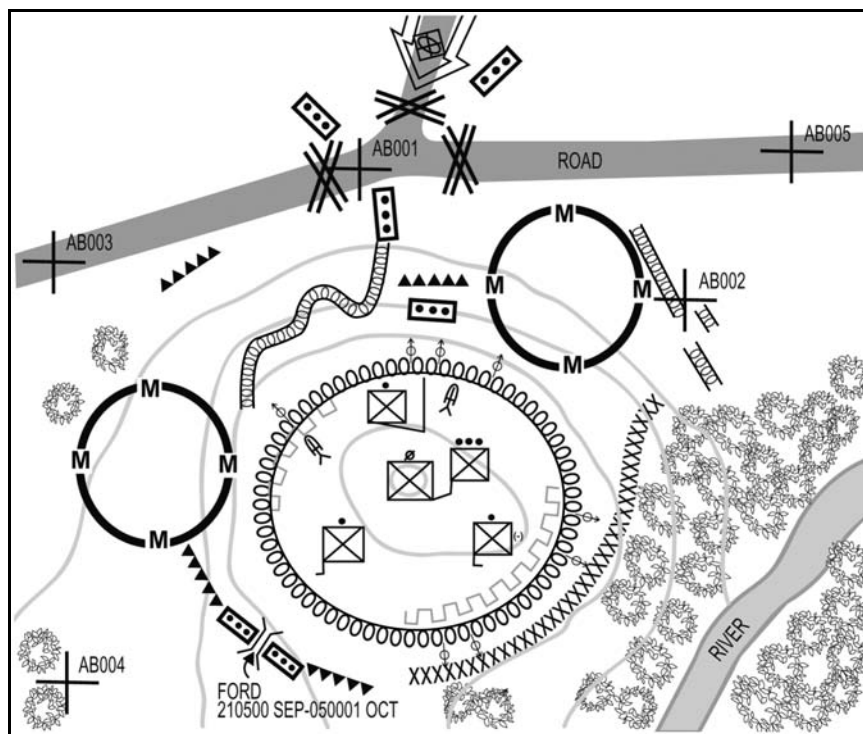 AB001
AB005
ROAD
AB003
M
M
M
AB002
M
M
M
M
M
(-)
RIVER
AB004
FORD
210500 SEP-050001 OCT